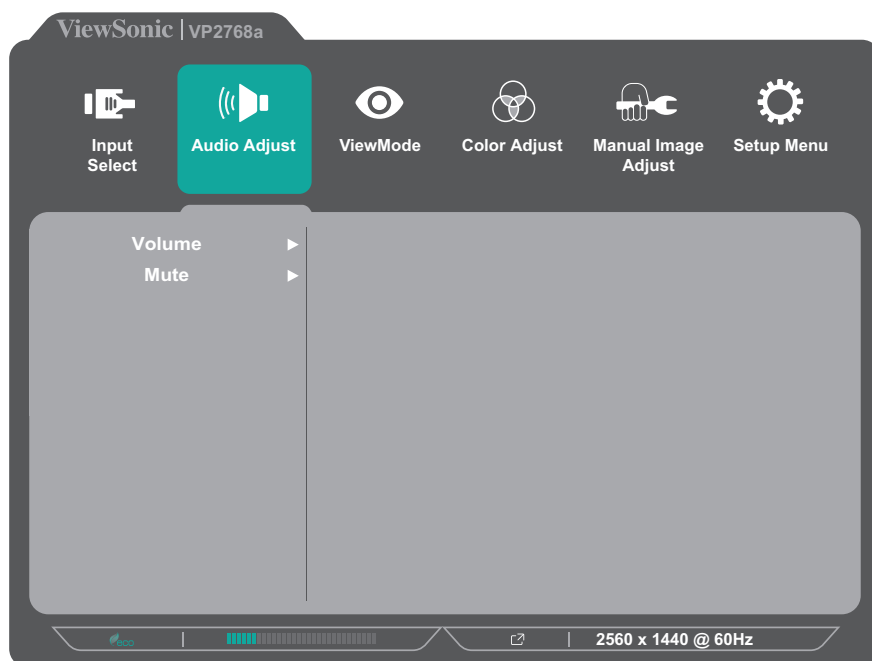 ViewSonic | VP2768a
Input
Select
Audio Adjust
ViewMode
Color Adjust
Manual Image
Adjust
Setup Menu
Volume
Mute
eco
2560 x 1440 @ 60Hz